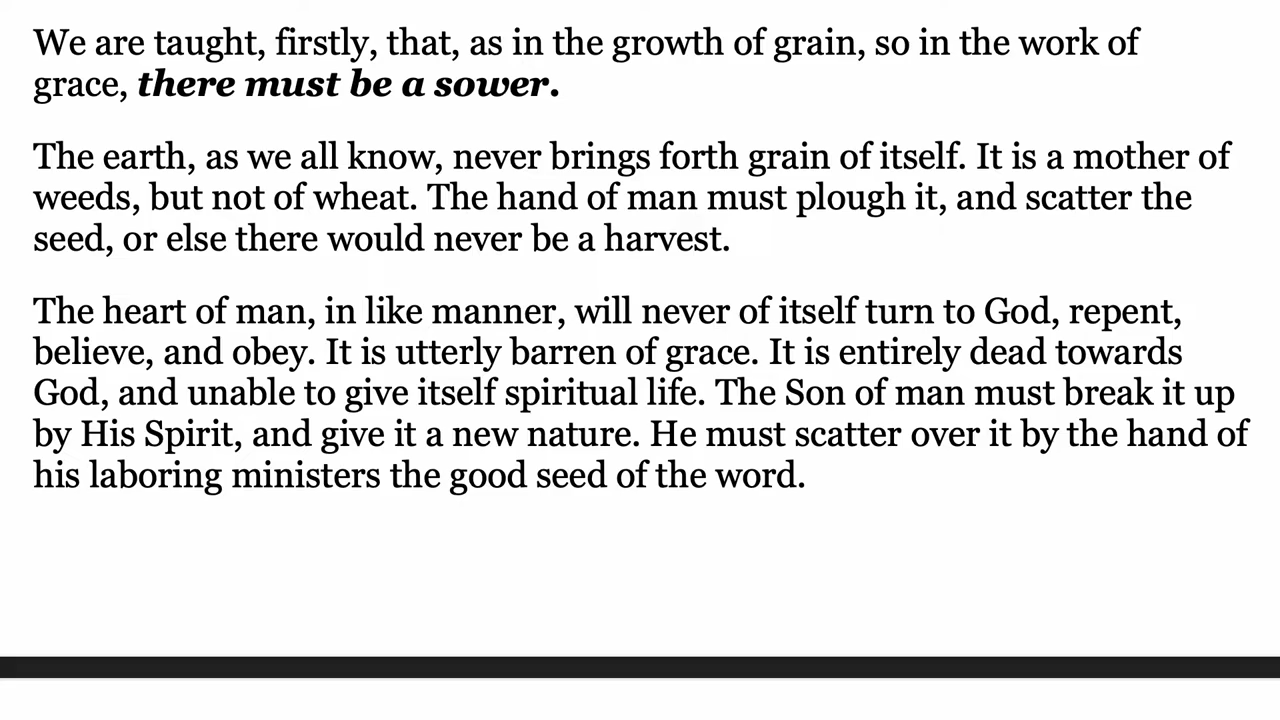 We are taught, firstly, that, as in the growth of grain, so in the work of
grace, there must be a sower.
The earth, as we all know, never brings forth grain of itself. It is a mother of
weeds, but not of wheat. The hand of man must plough it, and scatter the
seed, or else there would never be a harvest.
The heart of man, in like manner, will never of itself turn to God, repent,
believe, and obey. It is utterly barren of grace. It is entirely dead towards
God, and unable to give itself spiritual life. The Son of man must break it up
by His Spirit, and give it a new nature. He must scatter over it by the hand of
his laboring ministers the good seed of the word.